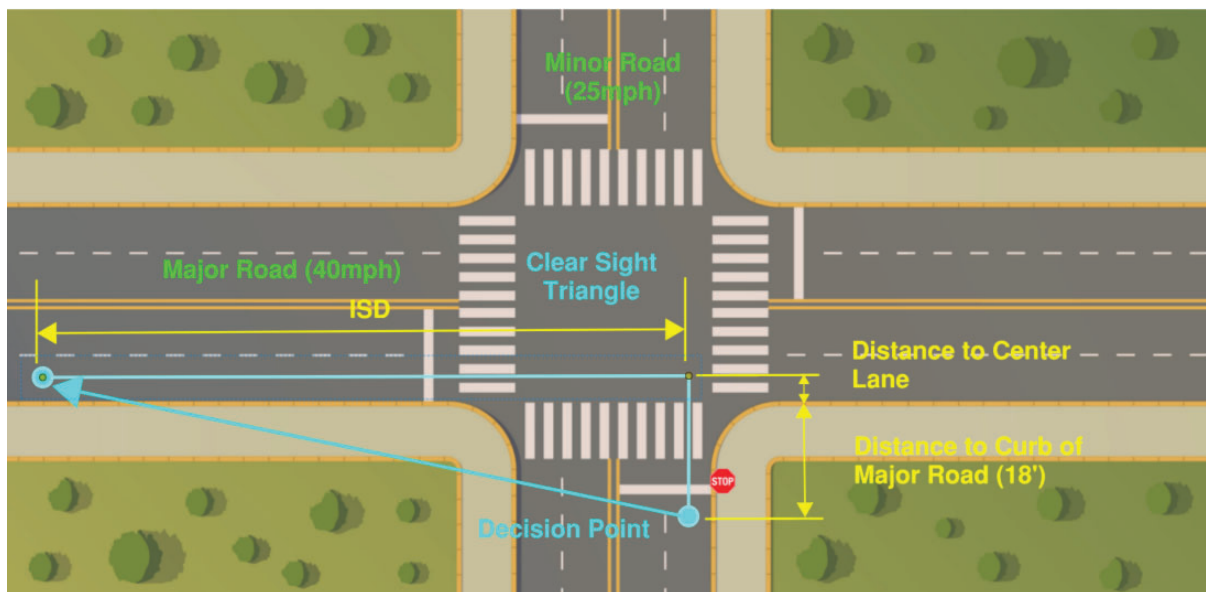 Minor Road
(25mph)
Major Road (40mph)
Clear Sight
Triangle
ISD
Distance to Center
Lane
Distance to Curb of
Major Road (18')
STOP
Decision Point